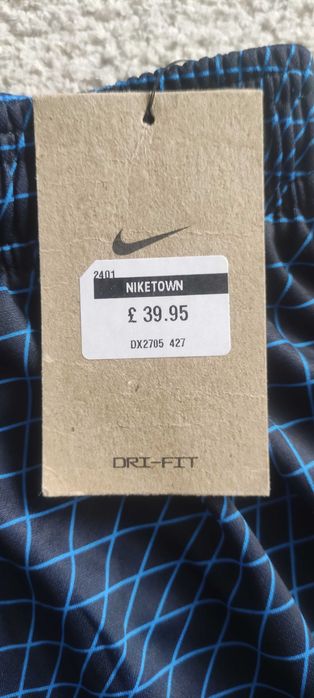 2401
NIKETOWN
£ 39.95
DX2705 427
DRI-FIT